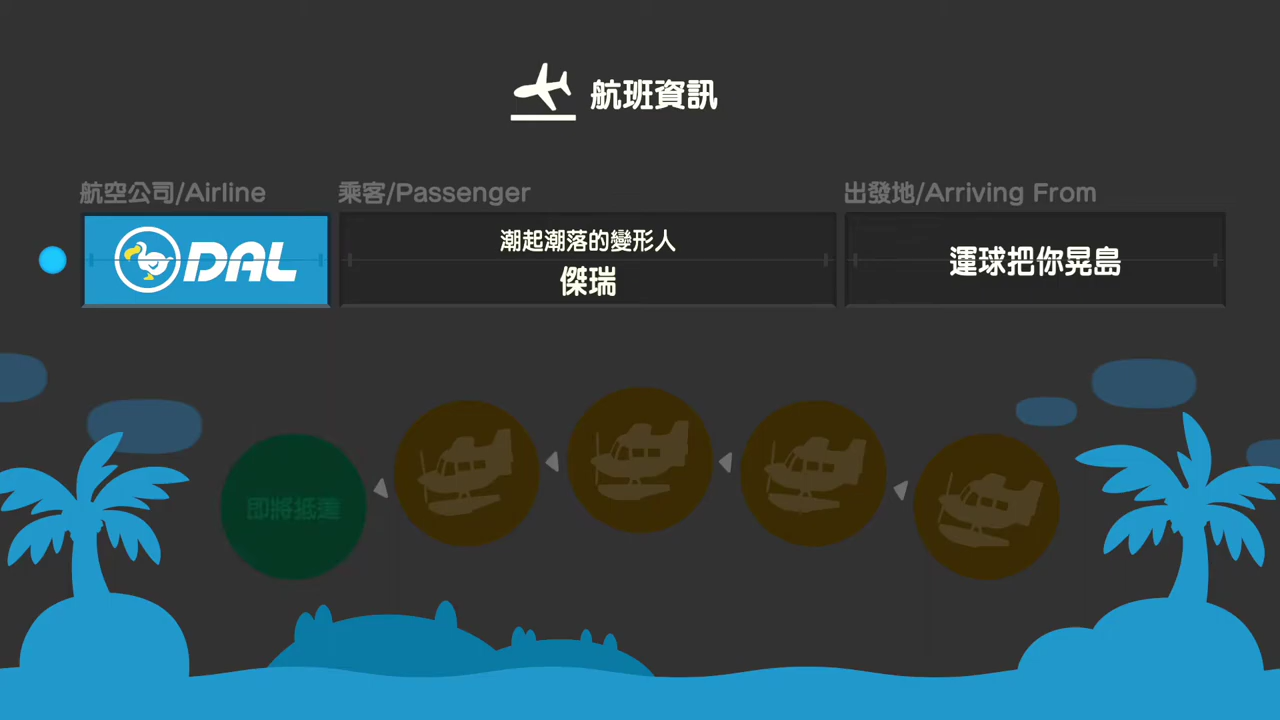 航班資訊
航空公司/Airline
乘客/Passenger
出發地/Arriving From
DAL
潮起潮落的變形人
傑瑞
運球把你晃島
即將抵達